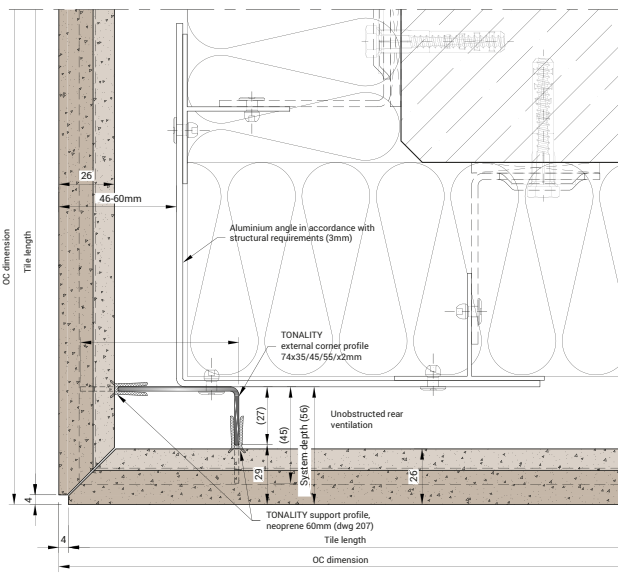 26
46-60mm
Aluminium angle in accordance with
structural requirements (3mm)
OC dimension
Tile length
TONALITY
external corner profile
74x35/45/55/x2mm
(27)
(45)
System depth (56)
Unobstructed rear
ventilation
29
26
4
TONALITY support profile,
neoprene 60mm (dwg 207)
4
Tile length
OC dimension